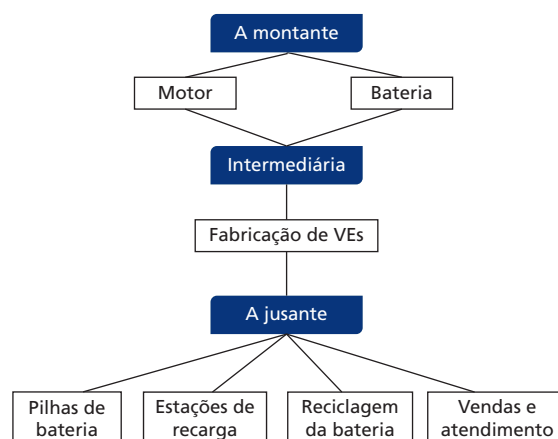 A montante
Motor
Bateria
Intermediária
Fabricação de VEs
A jusante
Pilhas de
bateria
Estações de
recarga
Reciclagem
da bateria
Vendas e
atendimento